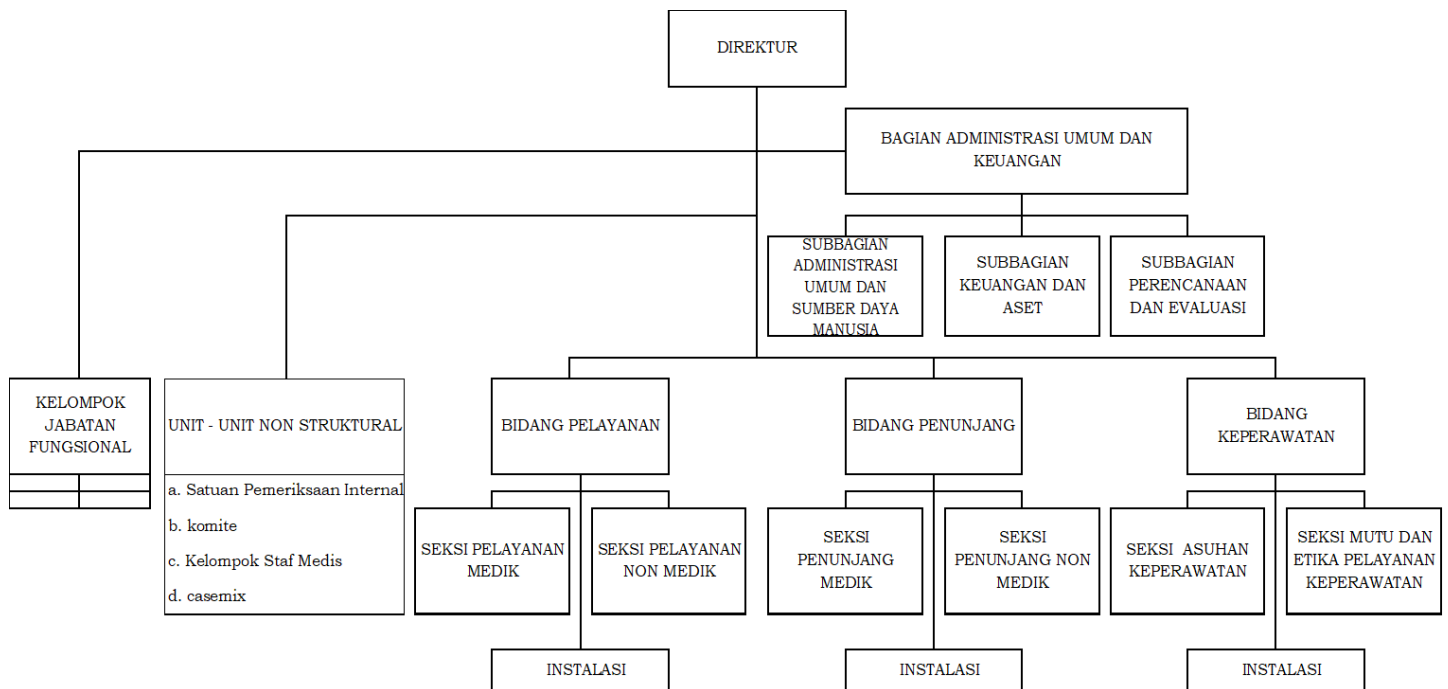 DIREKTUR
BAGIAN ADMINISTRASI UMUM DAN
KEUANGAN
SUBBAGIAN
ADMINISTRASI
UMUM DAN
SUMBER DAYA
MANUSIA
SUBBAGIAN
KEUANGAN DAN
ASET
SUBBAGIAN
PERENCANAAN
DAN EVALUASI
KELOMPOK
JABATAN
FUNGSIONAL
UNIT - UNIT NON STRUKTURAL
a. Satuan Pemeriksaan Internal
b. komite
c. Kelompok Staf Medis
d. casemix
BIDANG PELAYANAN
BIDANG PENUNJANG
BIDANG
KEPERAWATAN
SEKSI PELAYANAN
MEDIK
SEKSI PELAYANAN
NON MEDIK
SEKSI
PENUNJANG
MEDIK
SEKSI
PENUNJANG NON
MEDIK
SEKSI ASUHAN
KEPERAWATAN
SEKSI MUTU DAN
ETIKA PELAYANAN
KEPERAWATAN
INSTALASI
INSTALASI
INSTALASI